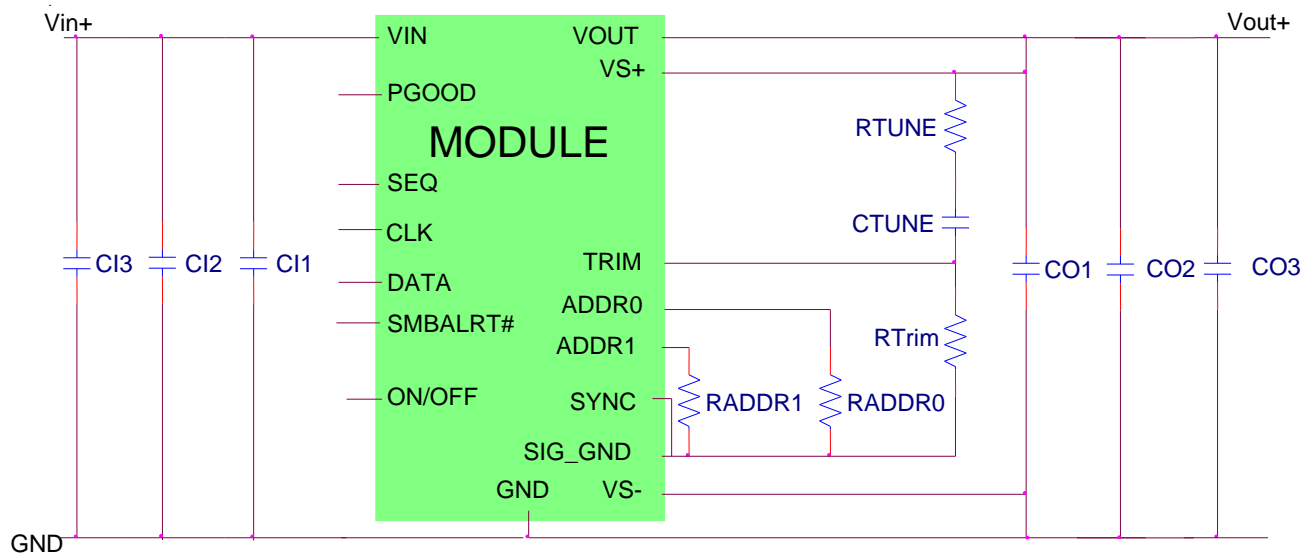 Vin+
Vout+
VIN
VOUT
VS+
PGOOD
RTUNE
MODULE
SEQ
CTUNE
CLK
CI3
CI2
CI1
TRIM
CO1
CO2
CO3
DATA
ADDR0
SMBALRT#
RTrim
ADDR1
ON/OFF
SYNC
RADDR1
RADDR0
SIG_GND
GND
VS-
GND